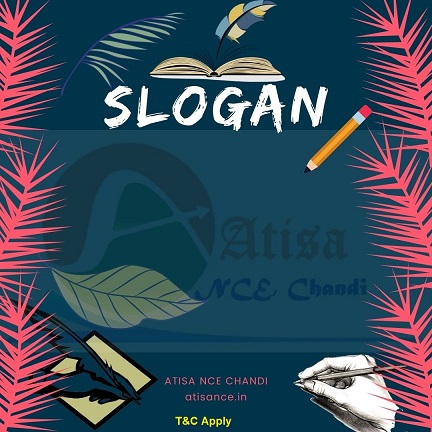 SLOGAN
Atisa
NCE Chandi
ATISA NCE CHANDI
atisance.in
T&C Apply